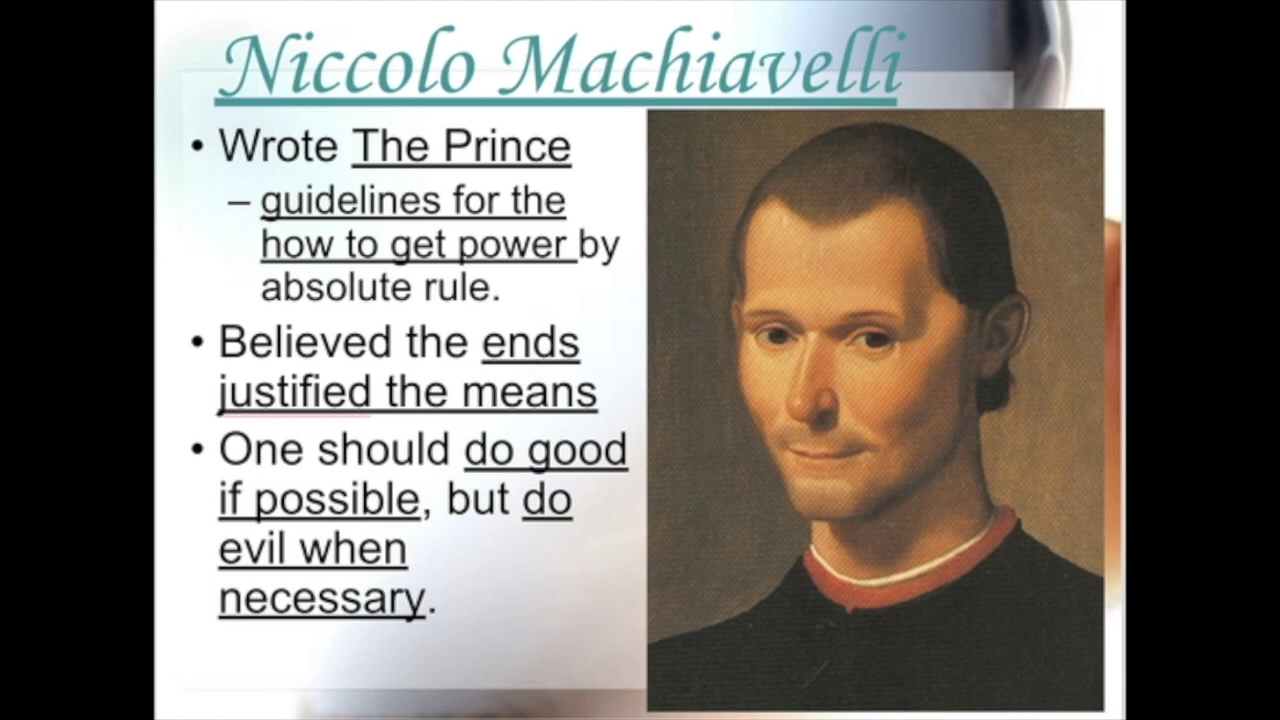 Niccolo Machiavelli
• Wrote The Prince
– guidelines for the
how to get power by
absolute rule.
• Believed the ends
justified the means
• One should do good
if possible, but do
evil when
necessary.